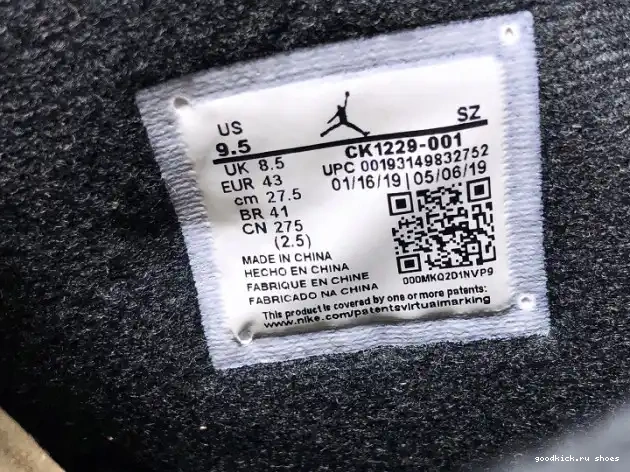 US SZ
9.5 CK1229-001
UK 8.5 UPC 00193149832752
EUR 43 01/16/19 | 05/06/19
cm 27.5
BR 41
CN 275
(2.5)
000MKQ2D1NVP9
MADE IN CHINA
HECHO EN CHINA
FABRIQUE EN CHINE
FABRICADO NA CHINA
This product is covered by one or more patents:
www.nike.com/patentsvirtualmarking
goodkick.ru shoes